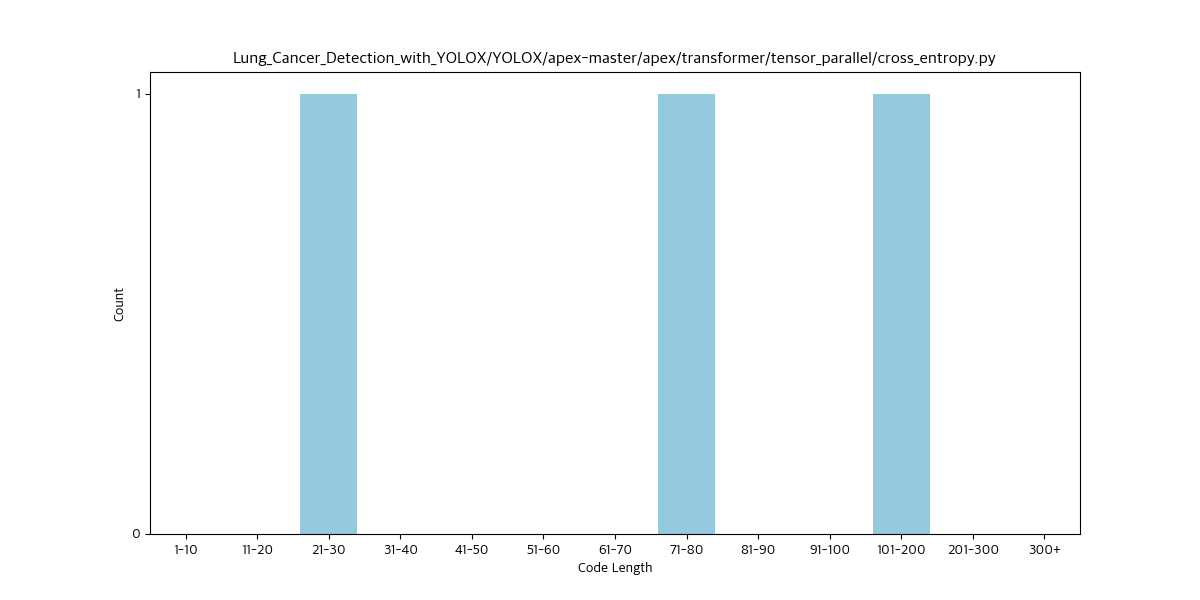 Lung_Cancer_Detection_with_YOLOX/YOLOX/apex-master/apex/transformer/tensor_parallel/cross_entropy.py
1
Count
0
1-10 11-20 21-30 31-40 41-50 51-60 61-70 71-80 81-90 91-100 101-200 201-300 300+
Code Length